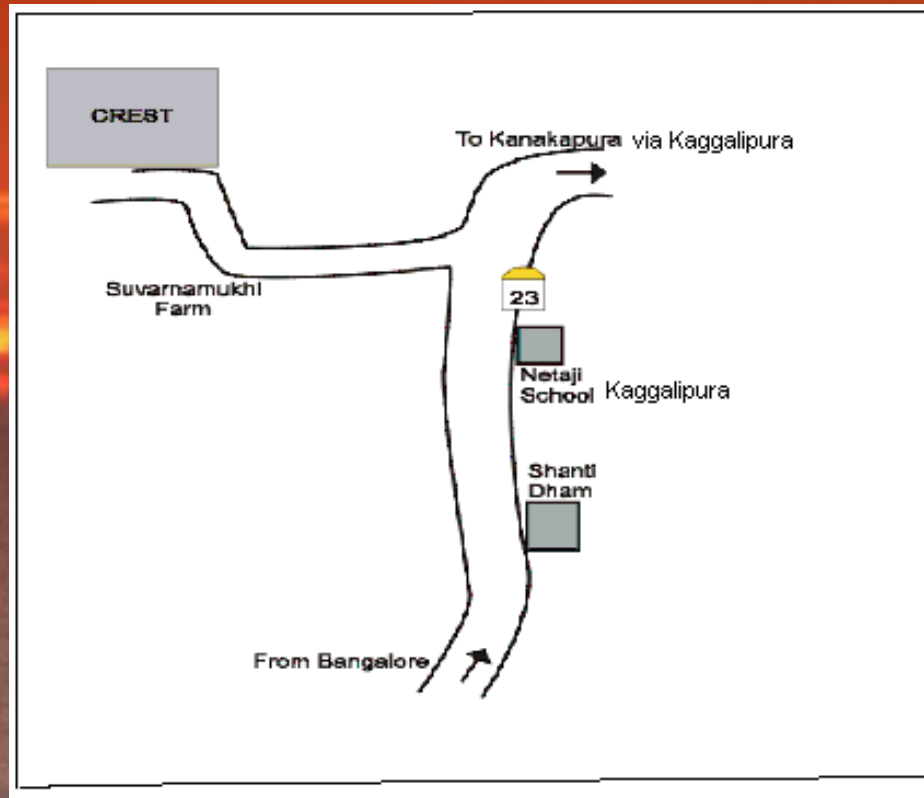 CREST
To Kanakapura via Kaggalipura
Suvarnamukhi
Farm
23
Netaji
School Kaggalipura
Shanti
Dham
From Bangalore